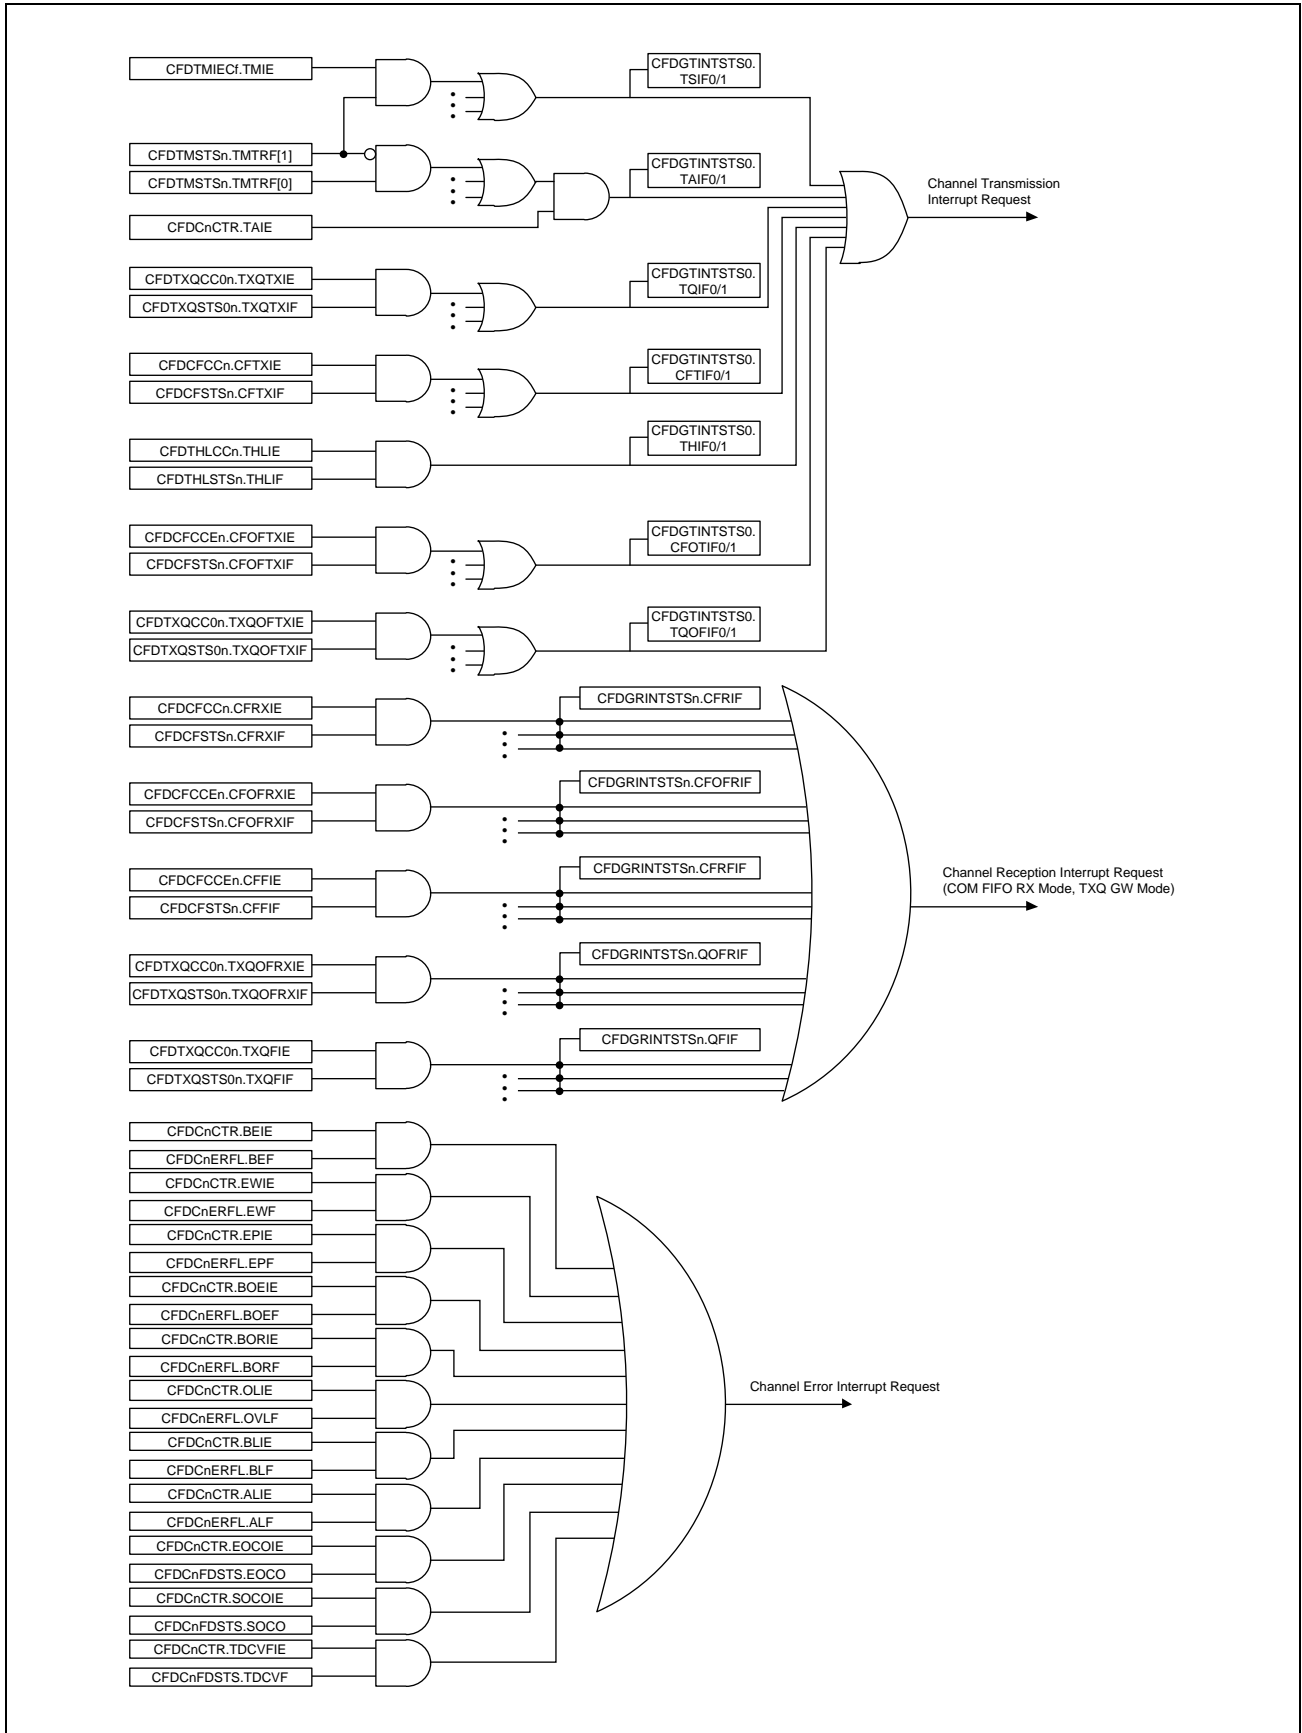 CFDTMIECf.TMIE
CFDGTINTSTS0.
TSIF0/1
CFDTMSTSn.TMTRF[1]
CFDTMSTSn.TMTRF[0]
CFDGTINTSTS0.
TAIF0/1
CFDCnCTR.TAIE
Channel Transmission
Interrupt Request
CFDTXQCC0n.TXQTXIE
CFDTXQSTS0n.TXQTXIF
CFDGTINTSTS0.
TQIF0/1
CFDCFCCn.CFTXIE
CFDCFSTSn.CFTXIF
CFDGTINTSTS0.
CFTIF0/1
CFDTHLCCn.THLIE
CFDTHLSTSn.THLIF
CFDGTINTSTS0.
THIF0/1
CFDCFCCEn.CFOFTXIE
CFDCFSTSn.CFOFTXIF
CFDGTINTSTS0.
CFOTIF0/1
CFDTXQCC0n.TXQOFTXIE
CFDTXQSTS0n.TXQOFTXIF
CFDGTINTSTS0.
TQOFIF0/1
CFDCFCCn.CFRXIE
CFDCFSTSn.CFRXIF
CFDGRINTSTSn.CFRIF
CFDCFCCEn.CFOFRXIE
CFDCFSTSn.CFOFRXIF
CFDGRINTSTSn.CFOFRIF
CFDCFCCEn.CFFIE
CFDCFSTSn.CFFIF
CFDGRINTSTSn.CFRFIF
Channel Reception Interrupt Request
(COM FIFO RX Mode, TXQ GW Mode)
CFDTXQCC0n.TXQOFRXIE
CFDTXQSTS0n.TXQOFRXIF
CFDGRINTSTSn.QOFRIF
CFDTXQCC0n.TXQFIE
CFDTXQSTS0n.TXQFIF
CFDGRINTSTSn.QFIF
CFDCnCTR.BEIE
CFDCnERFL.BEF
CFDCnCTR.EWIE
CFDCnERFL.EWF
CFDCnCTR.EPIE
CFDCnERFL.EPF
CFDCnCTR.BOEIE
CFDCnERFL.BOEF
CFDCnCTR.BORIE
CFDCnERFL.BORF
CFDCnCTR.OLIE
CFDCnERFL.OVLF
Channel Error Interrupt Request
CFDCnCTR.BLIE
CFDCnERFL.BLF
CFDCnCTR.ALIE
CFDCnERFL.ALF
CFDCnCTR.EOCOIE
CFDCnFDSTS.EOCO
CFDCnCTR.SOCOIE
CFDCnFDSTS.SOCO
CFDCnCTR.TDCVFIE
CFDCnFDSTS.TDCVF